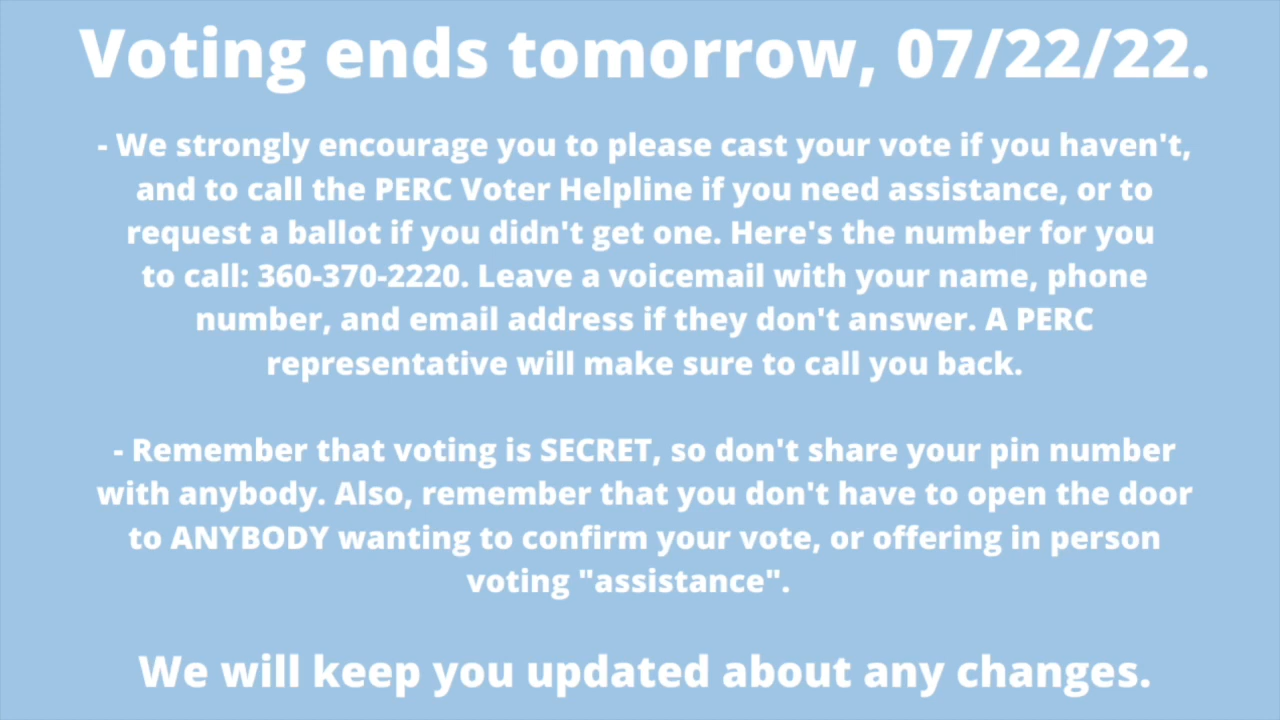 Voting ends tomorrow, 07/22/22.
- We strongly encourage you to please cast your vote if you haven't,
and to call the PERC Voter Helpline if you need assistance, or to
request a ballot if you didn't get one. Here's the number for you
to call: 360-370-2220. Leave a voicemail with your name, phone
number, and email address if they don't answer. A PERC
representative will make sure to call you back.
- Remember that voting is SECRET, so don't share your pin number
with anybody. Also, remember that you don't have to open the door
to ANYBODY wanting to confirm your vote, or offering in person
voting "assistance".
We will keep you updated about any changes.